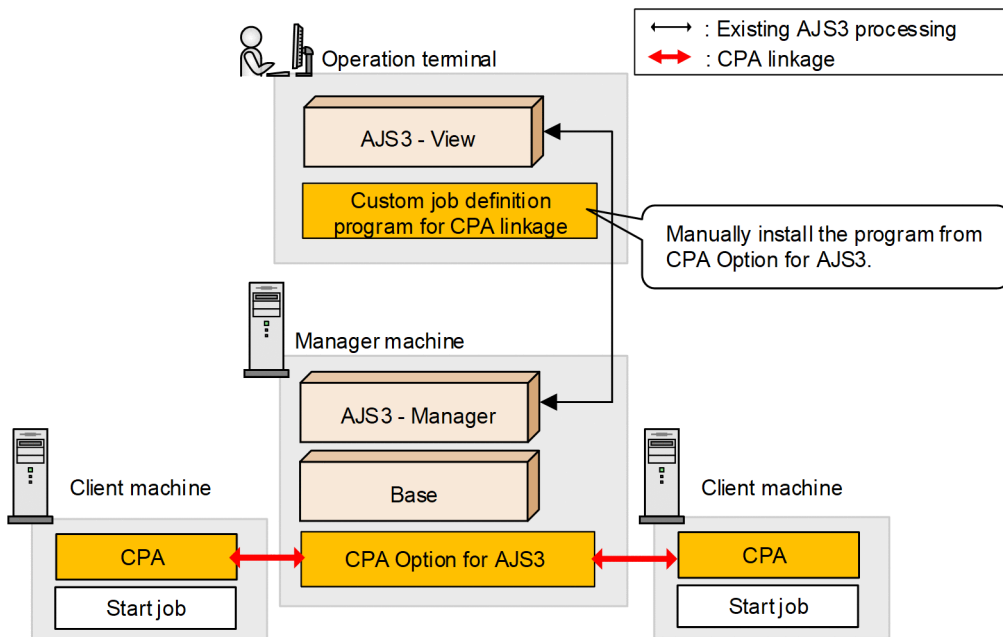 : Existing AJS3 processing
: CPA linkage
Operation terminal
AJS3 - View
Custom job definition
program for CPA linkage
Manually install the program from
CPA Option for AJS3.
Manager machine
AJS3 - Manager
Base
CPA Option for AJS3
Client machine
CPA
Start job
Client machine
CPA
Start job